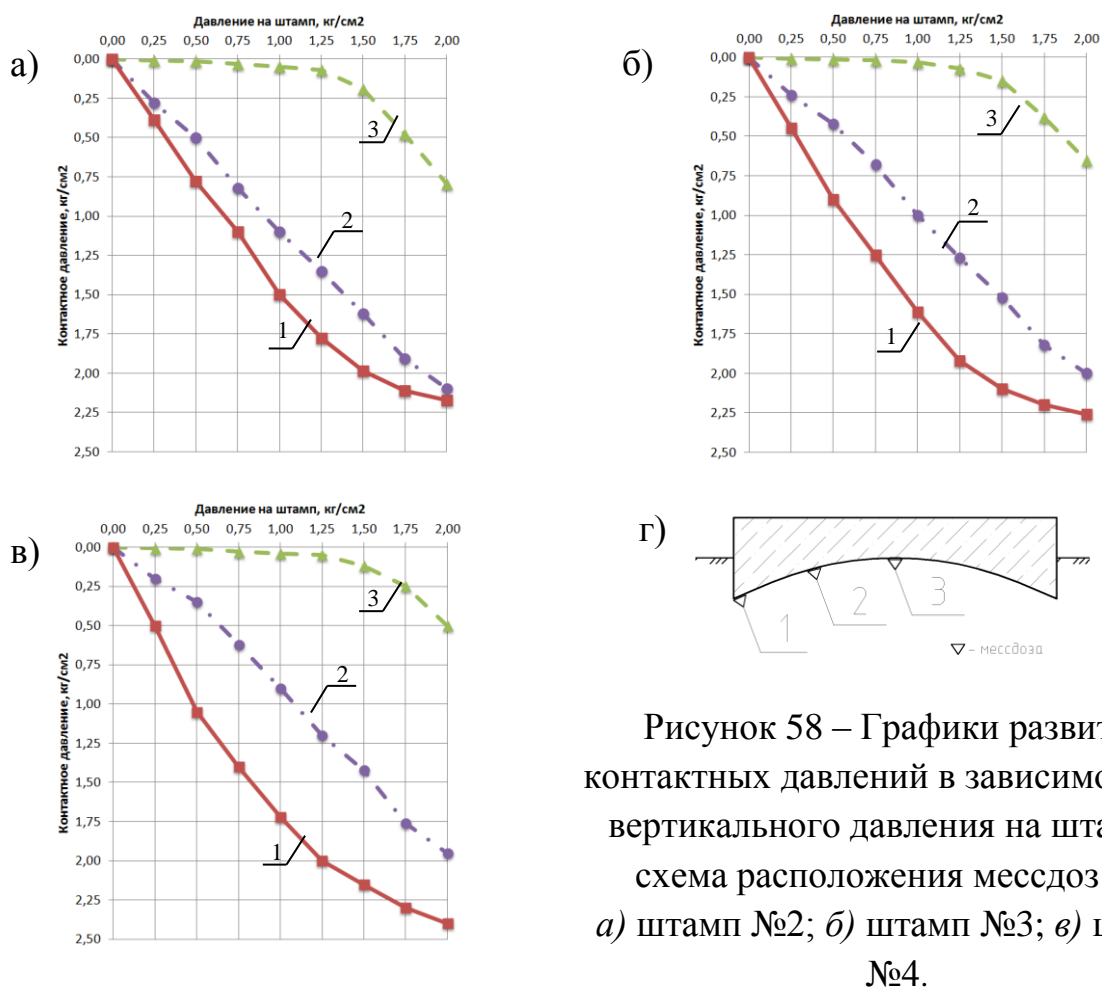 а)
Давление на штамп, кг/см2
0,00 0,25 0,50 0,75 1,00 1,25 1,50 1,75 2,00
Контактное давление, кг/см2
0,00
0,25
0,50
0,75
1,00
1,25
1,50
1,75
2,00
2,25
2,50
3
2
1
б)
Давление на штамп, кг/см2
0,00 0,25 0,50 0,75 1,00 1,25 1,50 1,75 2,00
Контактное давление, кг/см2
0,00
0,25
0,50
0,75
1,00
1,25
1,50
1,75
2,00
2,25
2,50
3
2
1
в)
Давление на штамп, кг/см2
0,00 0,25 0,50 0,75 1,00 1,25 1,50 1,75 2,00
Контактное давление, кг/см2
0,00
0,25
0,50
0,75
1,00
1,25
1,50
1,75
2,00
2,25
2,50
3
2
1
г)
1 2 3
– мессдоза
Рисунок 58 – Графики развит
контактных давлений в зависимо
вертикального давления на шта
схема расположения мессдоз
а) штамп №2; б) штамп №3; в) ш
№4.